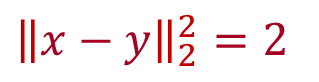 ‖x − y‖₂² = 2